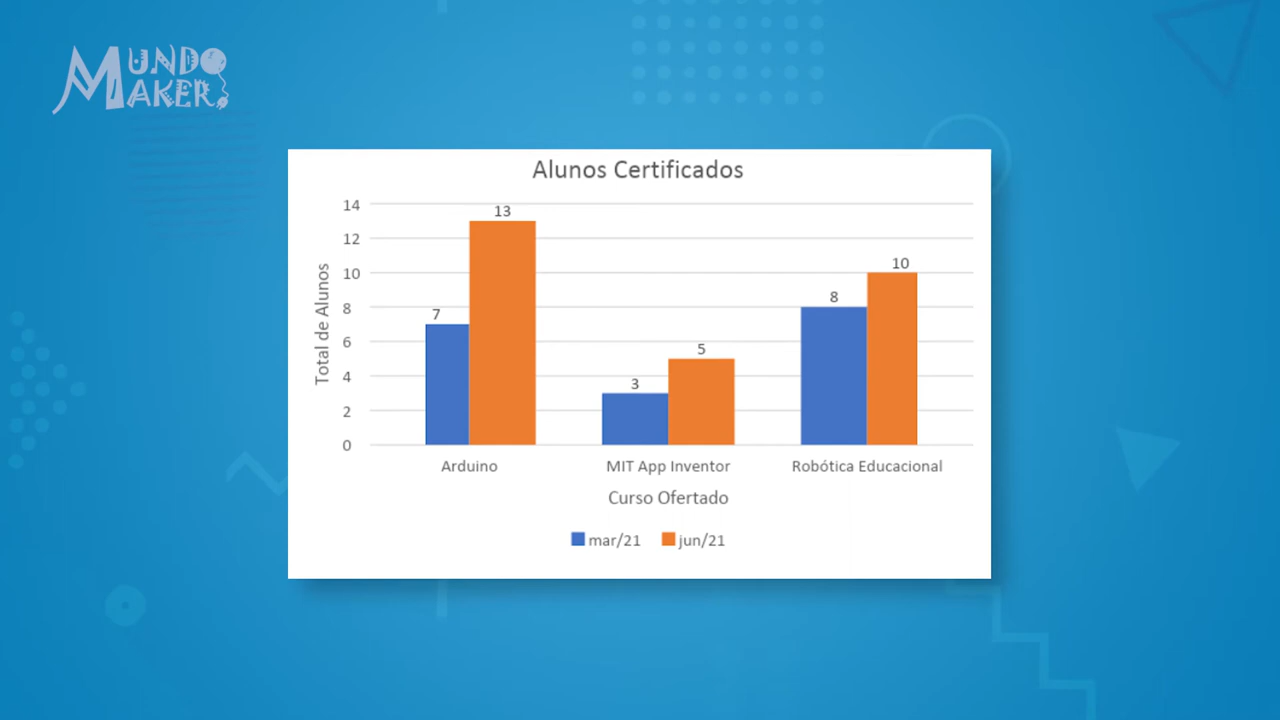 MUNDO
MAKER
Alunos Certificados
Total de Alunos
14
12
10
8
6
4
2
0
7
13
3
5
8
10
Arduino
MIT App Inventor
Robótica Educacional
Curso Ofertado
mar/21
jun/21